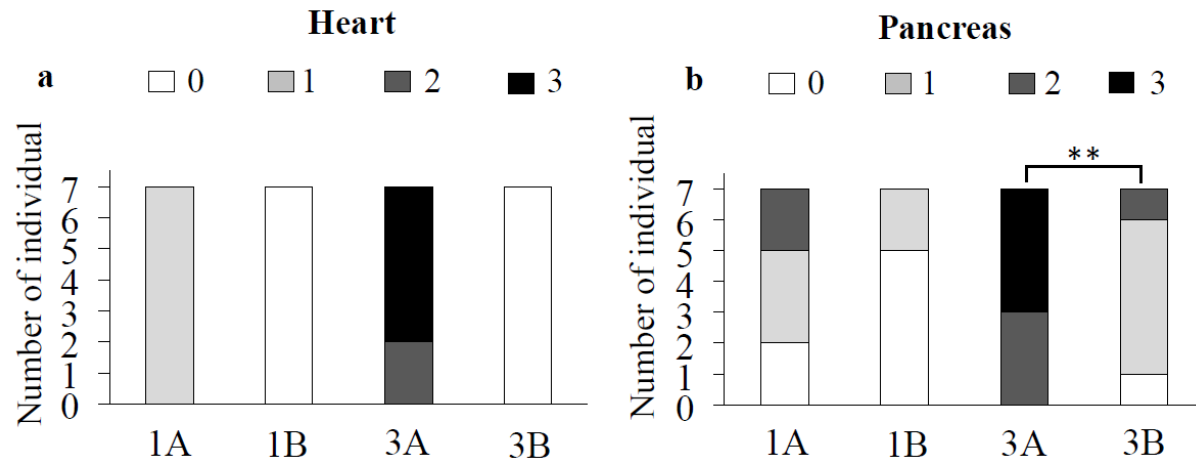 Heart
a 0 1 2 3
Number of individual
7
6
5
4
3
2
1
0
1A 1B 3A 3B
Pancreas
b 0 1 2 3
**
Number of individual
7
6
5
4
3
2
1
0
1A 1B 3A 3B